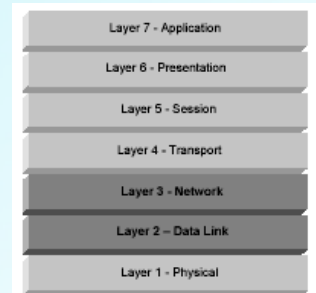 Layer 7 - Application
Layer 6 - Presentation
Layer 5 - Session
Layer 4 - Transport
Layer 3 - Network
Layer 2 – Data Link
Layer 1 - Physical